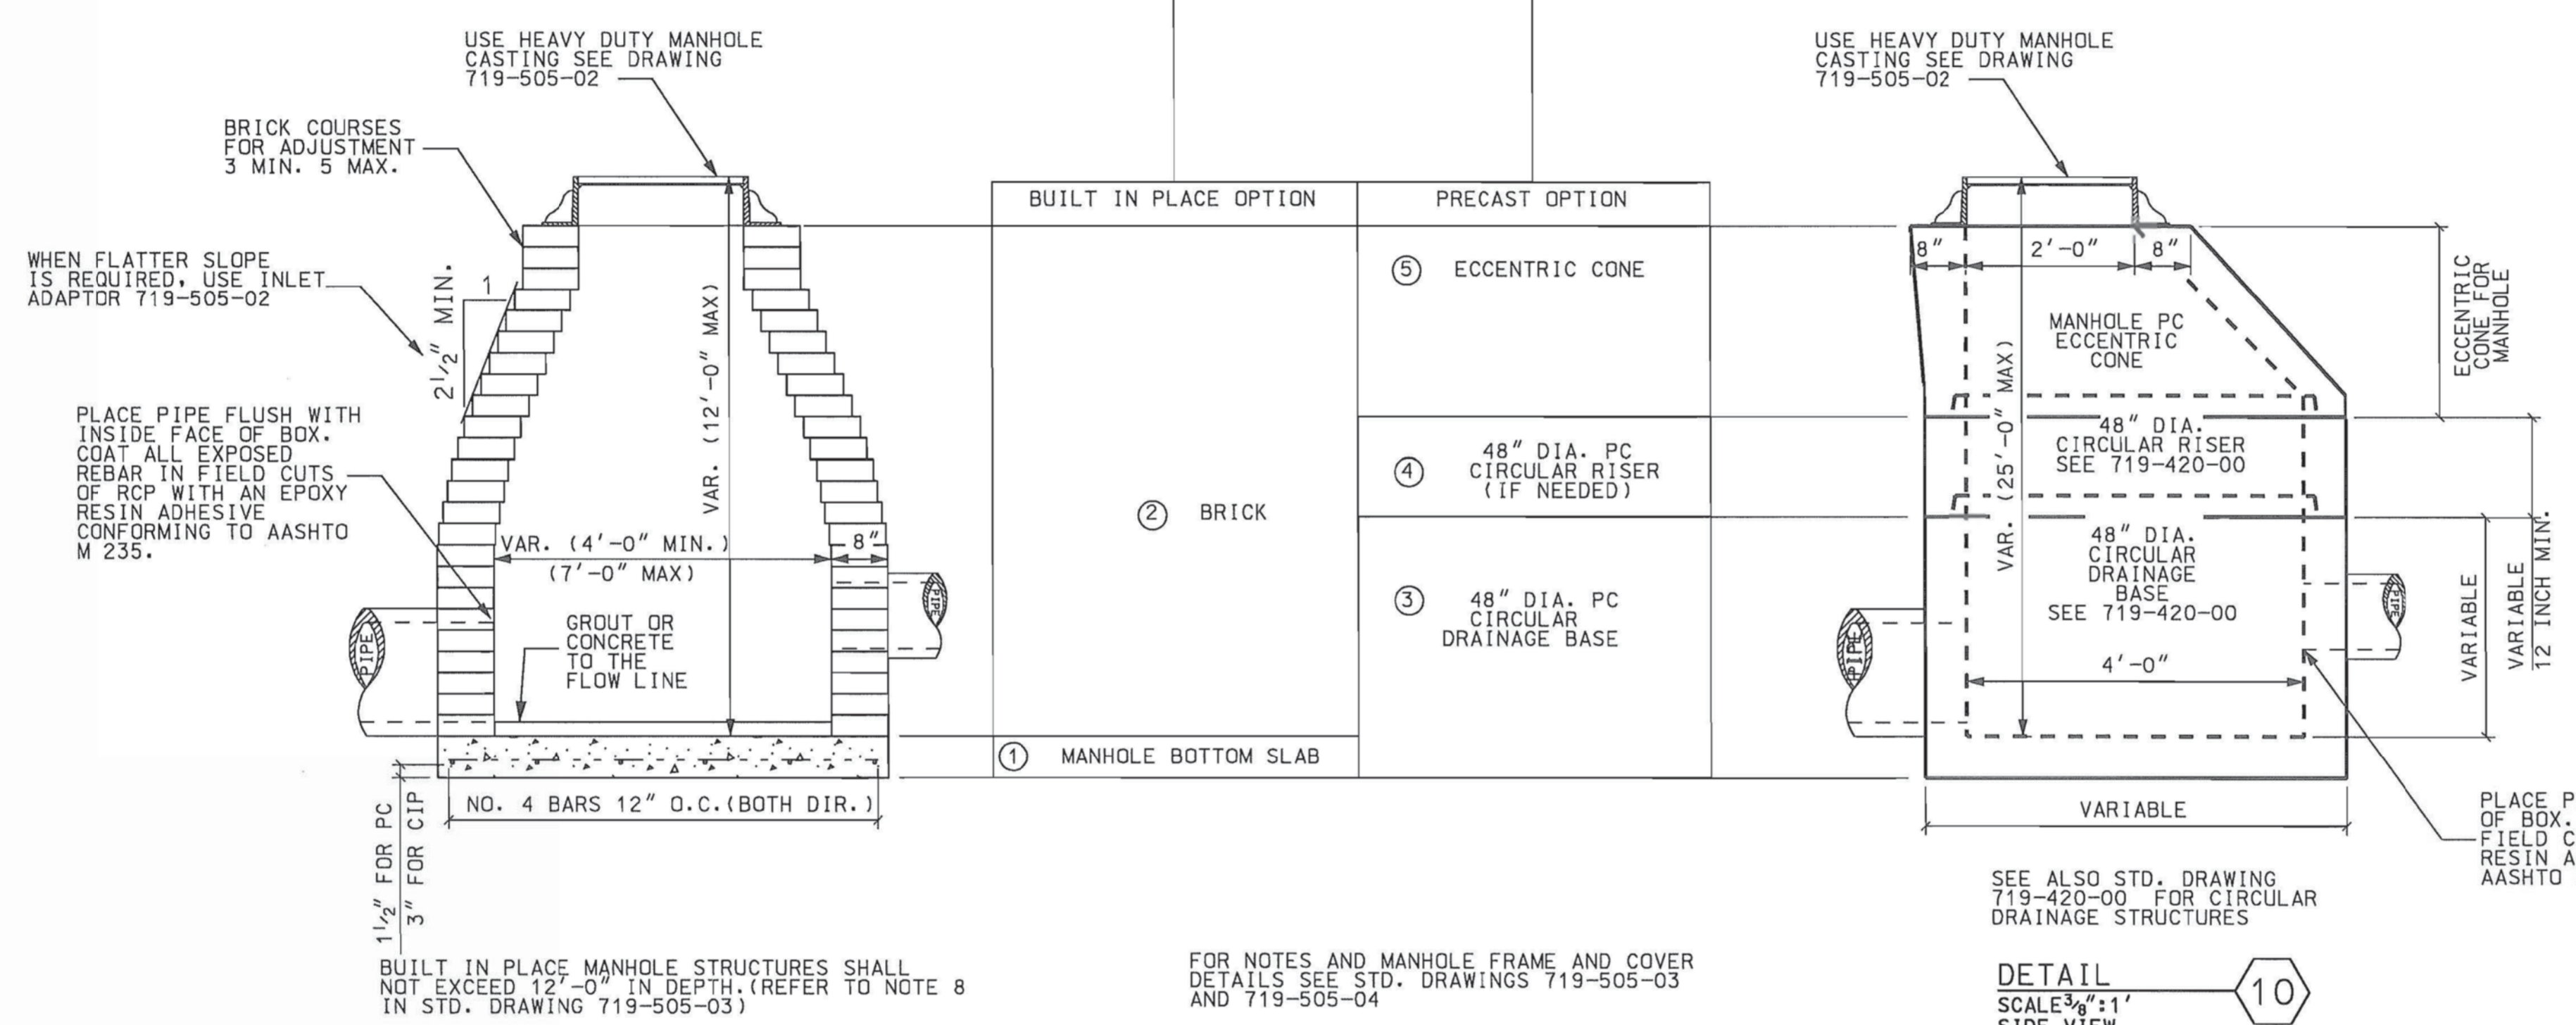 USE HEAVY DUTY MANHOLE
CASTING SEE DRAWING
719-505-02
BRICK COURSES
FOR ADJUSTMENT
3 MIN. 5 MAX.
WHEN FLATTER SLOPE
IS REQUIRED, USE INLET
ADAPTOR 719-505-02
1
2 1/2" MIN.
PLACE PIPE FLUSH WITH
INSIDE FACE OF BOX.
COAT ALL EXPOSED
REBAR IN FIELD CUTS
OF RCP WITH AN EPOXY
RESIN ADHESIVE
CONFORMING TO AASHTO
M 235.
VAR. (12'-0" MAX)
VAR. (4'-0" MIN.)
(7'-0" MAX)
8"
GROUT OR
CONCRETE
TO THE
FLOW LINE
PIPE
PIPE
NO. 4 BARS 12" O.C.(BOTH DIR.)
1 1/2" FOR PC
3" FOR CIP
BUILT IN PLACE MANHOLE STRUCTURES SHALL
NOT EXCEED 12'-0" IN DEPTH.(REFER TO NOTE 8
IN STD. DRAWING 719-505-03)
BUILT IN PLACE OPTION
PRECAST OPTION
5 ECCENTRIC CONE
4 48" DIA. PC
CIRCULAR RISER
(IF NEEDED)
2 BRICK
3 48" DIA. PC
CIRCULAR
DRAINAGE BASE
1 MANHOLE BOTTOM SLAB
FOR NOTES AND MANHOLE FRAME AND COVER
DETAILS SEE STD. DRAWINGS 719-505-03
AND 719-505-04
USE HEAVY DUTY MANHOLE
CASTING SEE DRAWING
719-505-02
8" 2'-0" 8"
MANHOLE PC
ECCENTRIC
CONE
VAR. (25'-0" MAX)
48" DIA.
CIRCULAR RISER
SEE 719-420-00
48" DIA.
CIRCULAR
DRAINAGE
BASE
SEE 719-420-00
4'-0"
PIPE
PIPE
ECCENTRIC
CONE FOR
MANHOLE
VARIABLE
VARIABLE
12 INCH MIN.
VARIABLE
PLACE P
OF BOX.
FIELD C
RESIN A
AASHTO
SEE ALSO STD. DRAWING
719-420-00 FOR CIRCULAR
DRAINAGE STRUCTURES
DETAIL
10
SCALE 3/8":1'
SIDE VIEW